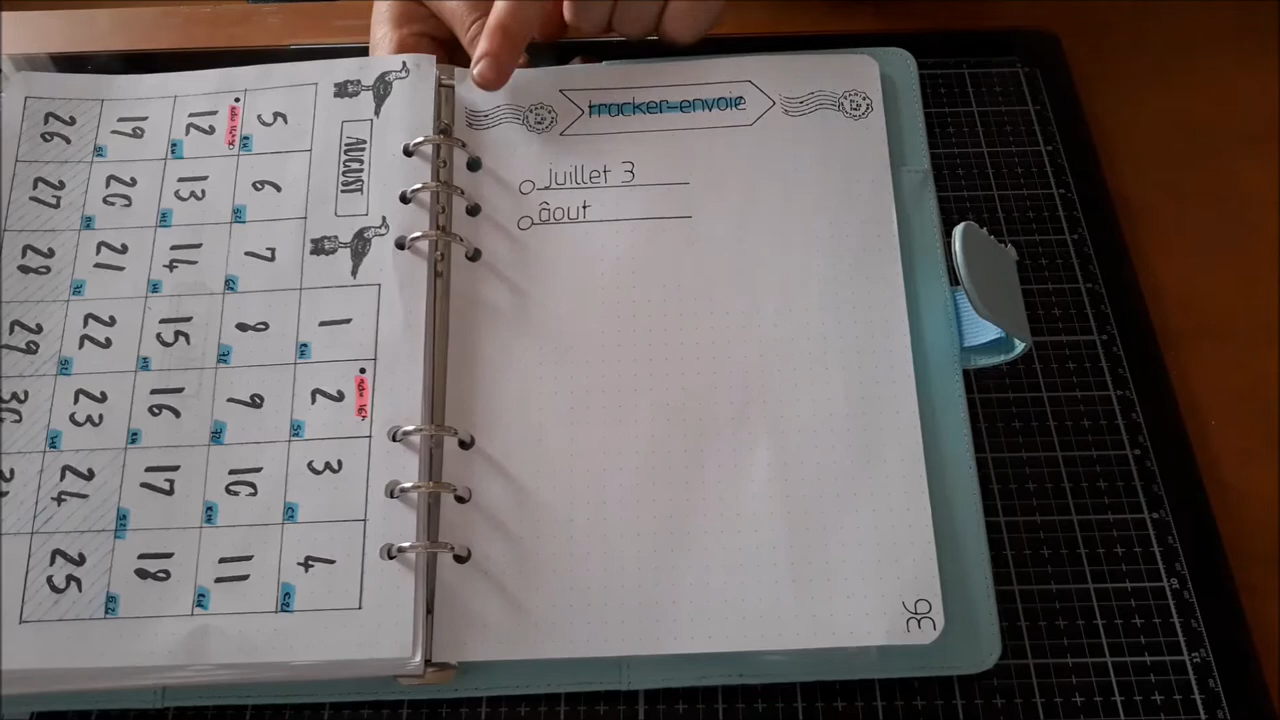 AUGUST
1 2 3 4
5 6 7 8 9 10 11
12 13 14 15 16 17 18
19 20 21 22 23 24 25
26 27 28 29 30
tracker-envoie
juillet 3
âout
36